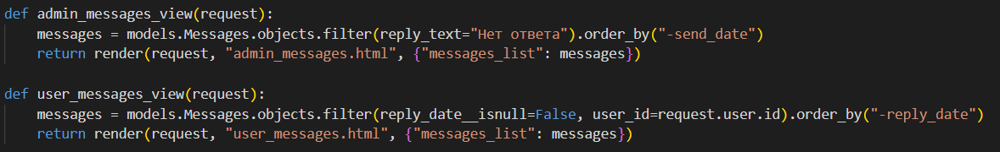 def admin_messages_view(request):
    messages = models.Messages.objects.filter(reply_text="Нет ответа").order_by("-send_date")
    return render(request, "admin_messages.html", {"messages_list": messages})

def user_messages_view(request):
    messages = models.Messages.objects.filter(reply_date__isnull=False, user_id=request.user.id).order_by("-reply_date")
    return render(request, "user_messages.html", {"messages_list": messages})